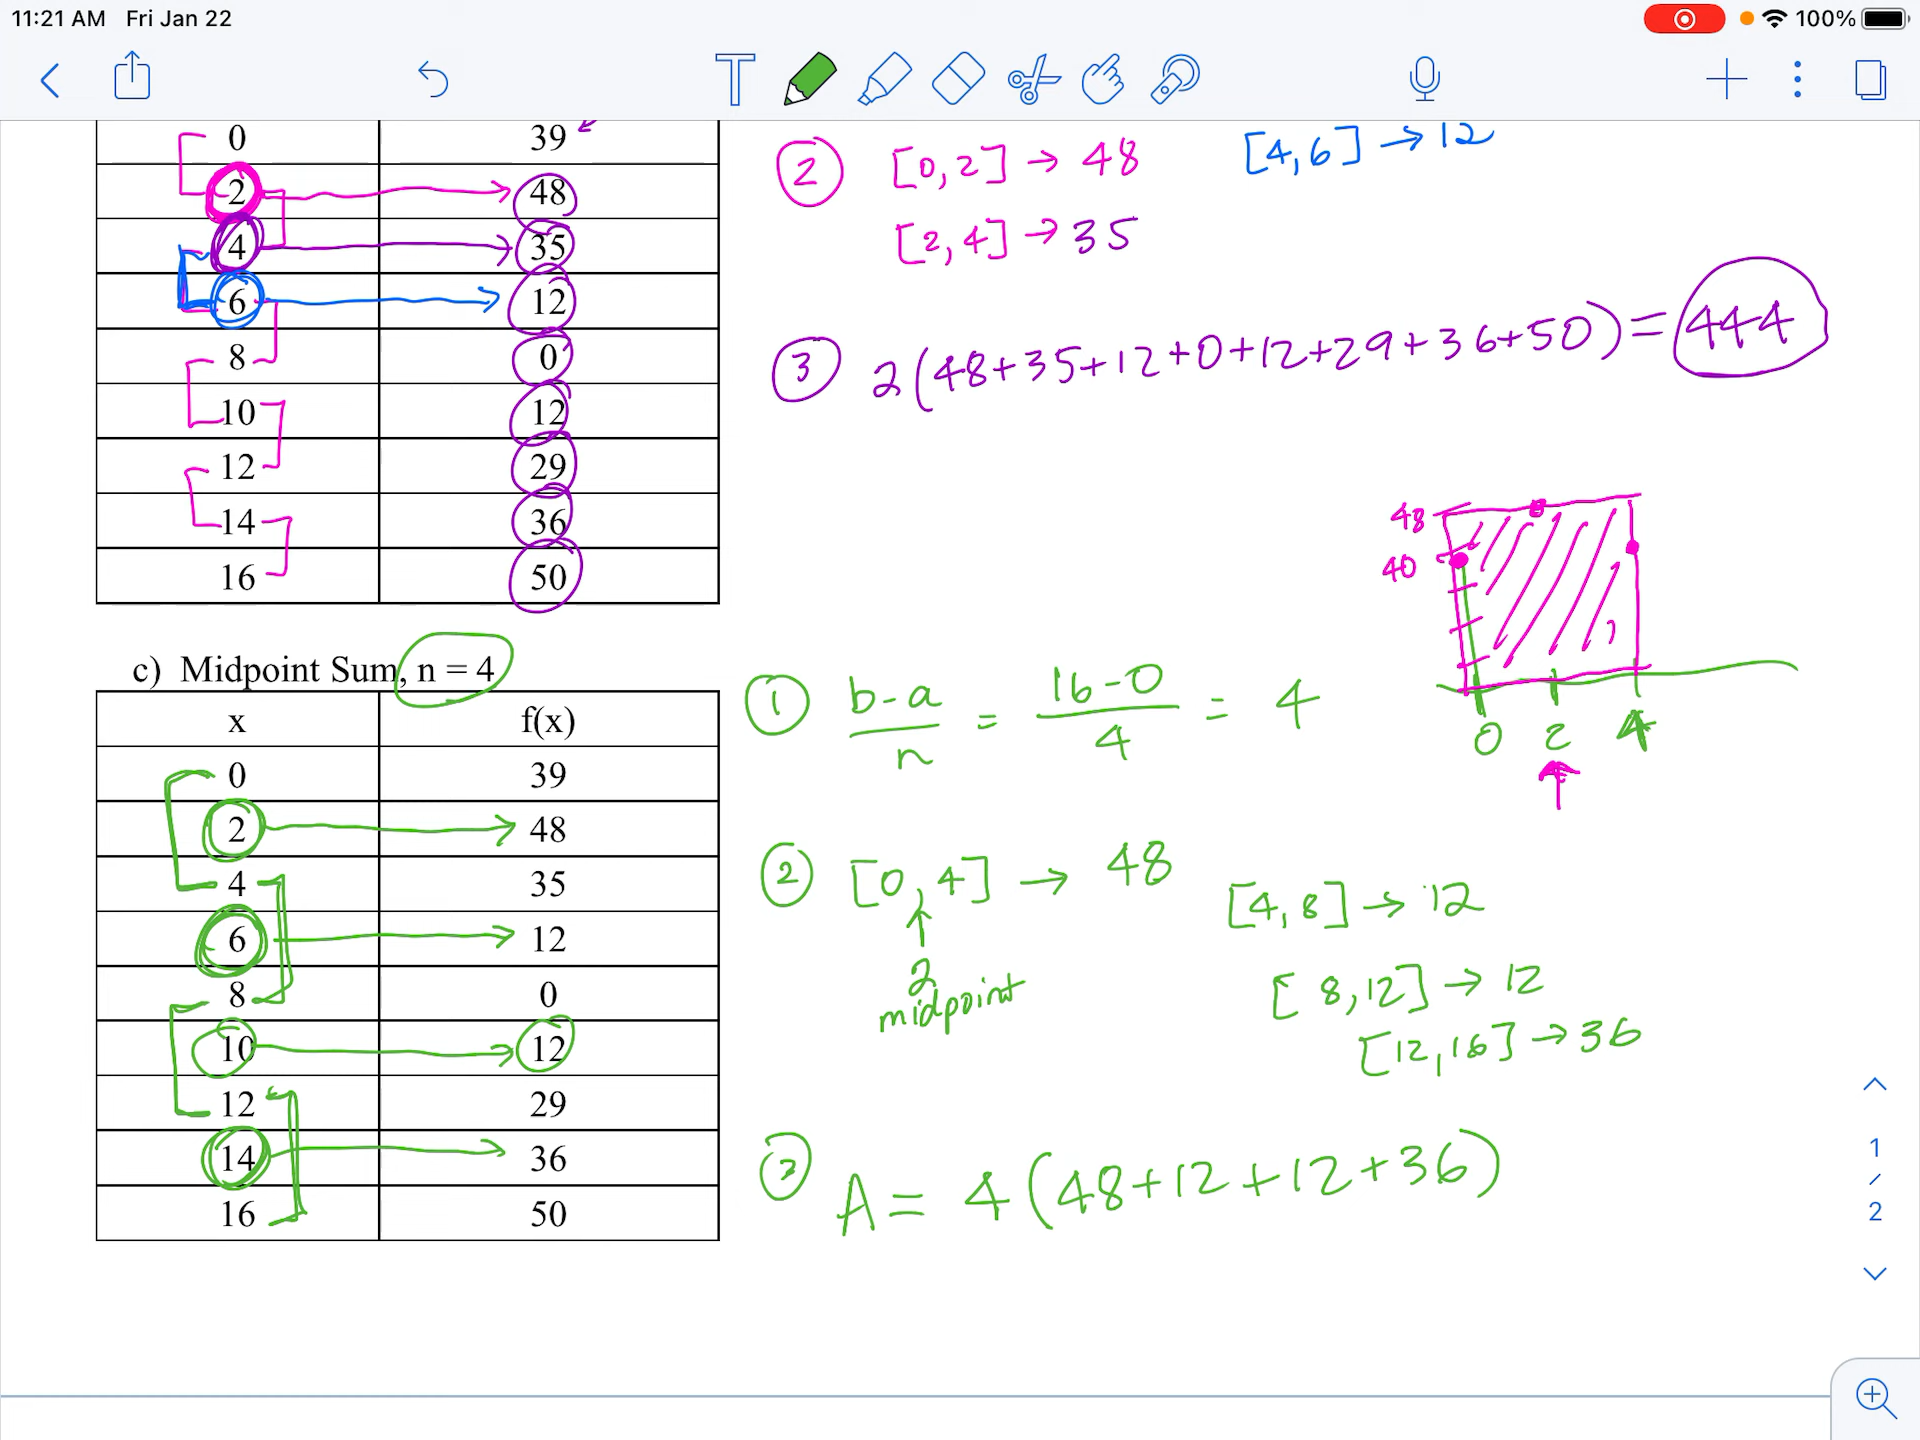 11:21 AM Fri Jan 22 100%
T
0 39
2 48
4 35
6 12
8 0
10 12
12 29
14 36
16 50
② [0,2] → 48 [4,6] → 12
[2,4] → 35
③ 2(48+35+12+0+12+29+36+50) = 444
48
40
0 2 4
c) Midpoint Sum, n = 4
x f(x)
0 39
2 48
4 35
6 12
8 0
10 12
12 29
14 36
16 50
① b-a / n = 16-0 / 4 = 4
② [0,4] → 48 [4,8] → 12
2
midpoint
[8,12] → 12
[12,16] → 36
③ A = 4(48+12+12+36)
1
/
2